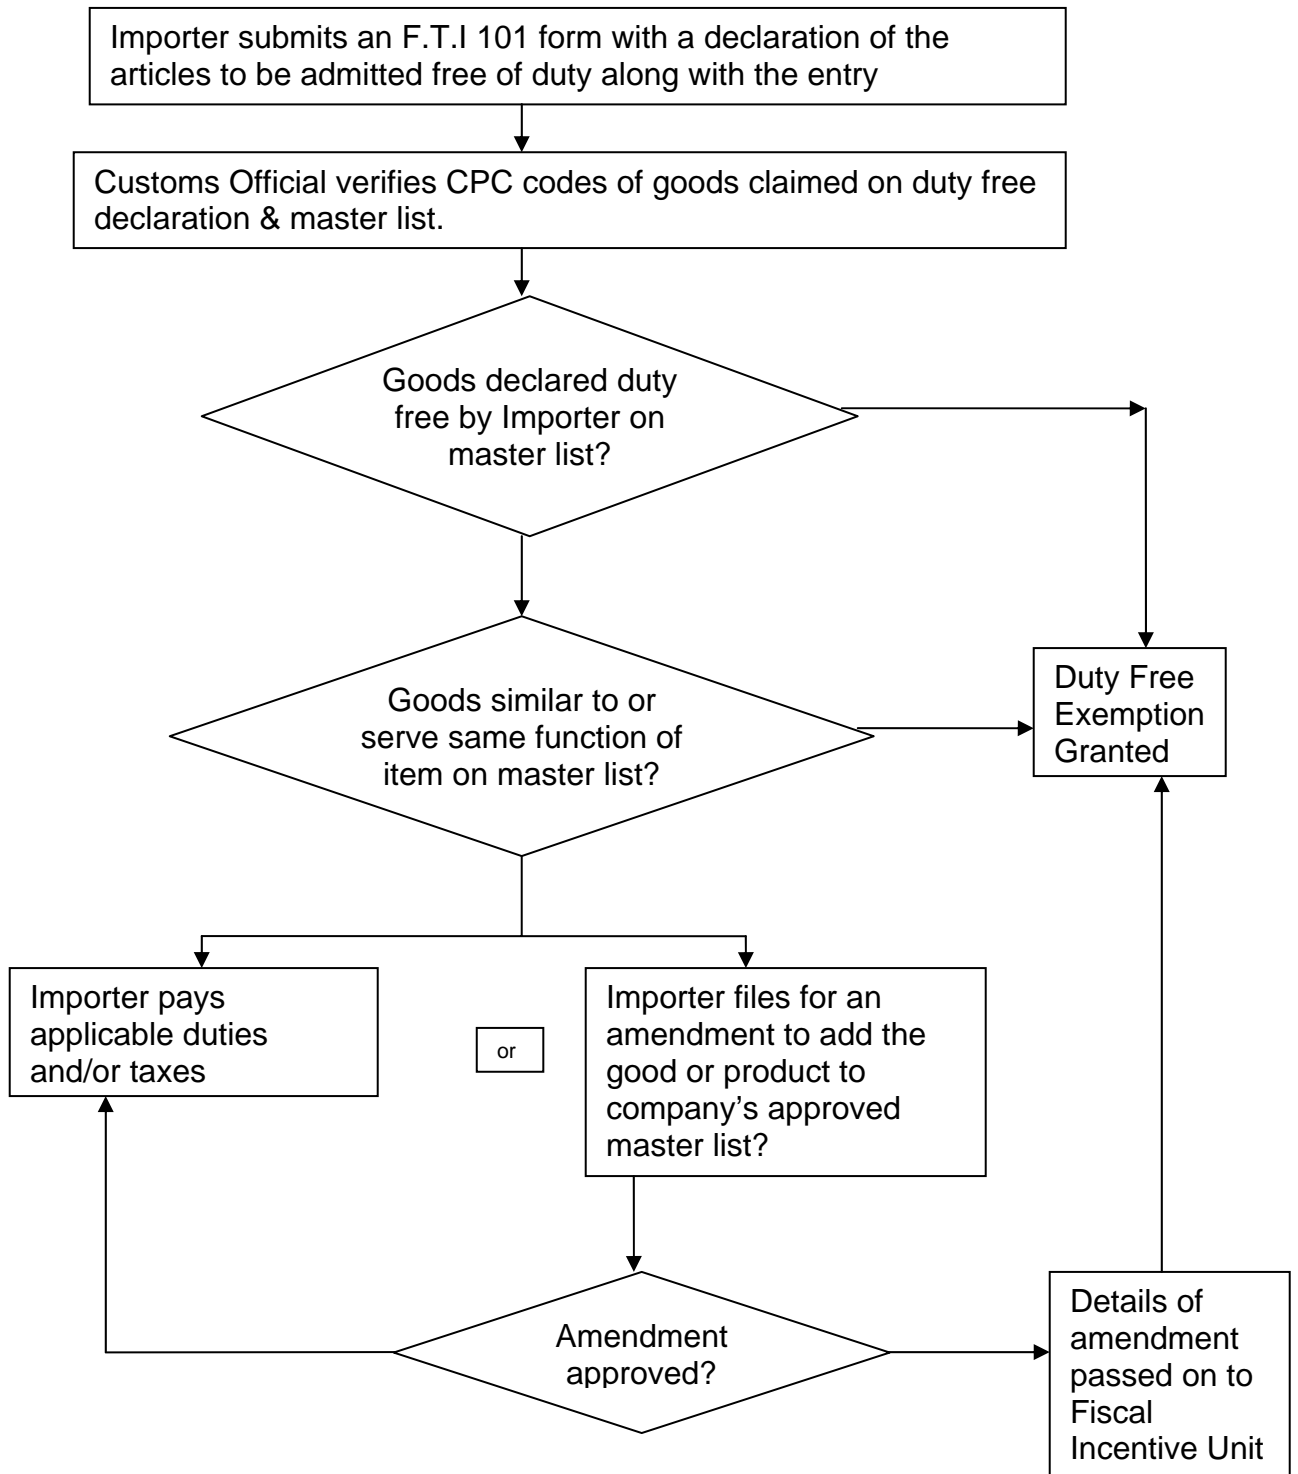 Importer submits an F.T.I 101 form with a declaration of the
articles to be admitted free of duty along with the entry
Customs Official verifies CPC codes of goods claimed on duty free
declaration & master list.
Goods declared duty
free by Importer on
master list?
Goods similar to or
serve same function of
item on master list?
Duty Free
Exemption
Granted
Importer pays
applicable duties
and/or taxes
or
Importer files for an
amendment to add the
good or product to
company’s approved
master list?
Amendment
approved?
Details of
amendment
passed on to
Fiscal
Incentive Unit